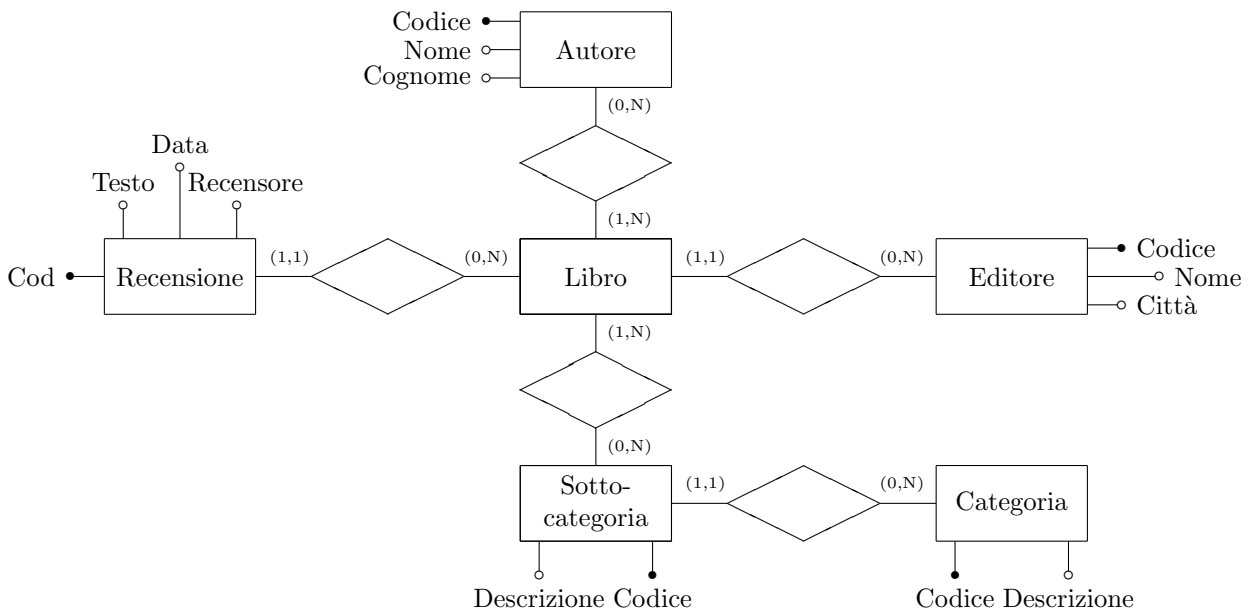 Codice
Nome
Cognome
Autore
(0,N)
Data
Testo
Recensore
(1,N)
Cod
Recensione
(1,1)
(0,N)
Libro
(1,1)
(0,N)
Editore
Codice
Nome
Città
(1,N)
(0,N)
Sotto-
categoria
(1,1)
(0,N)
Categoria
Descrizione
Codice
Codice
Descrizione